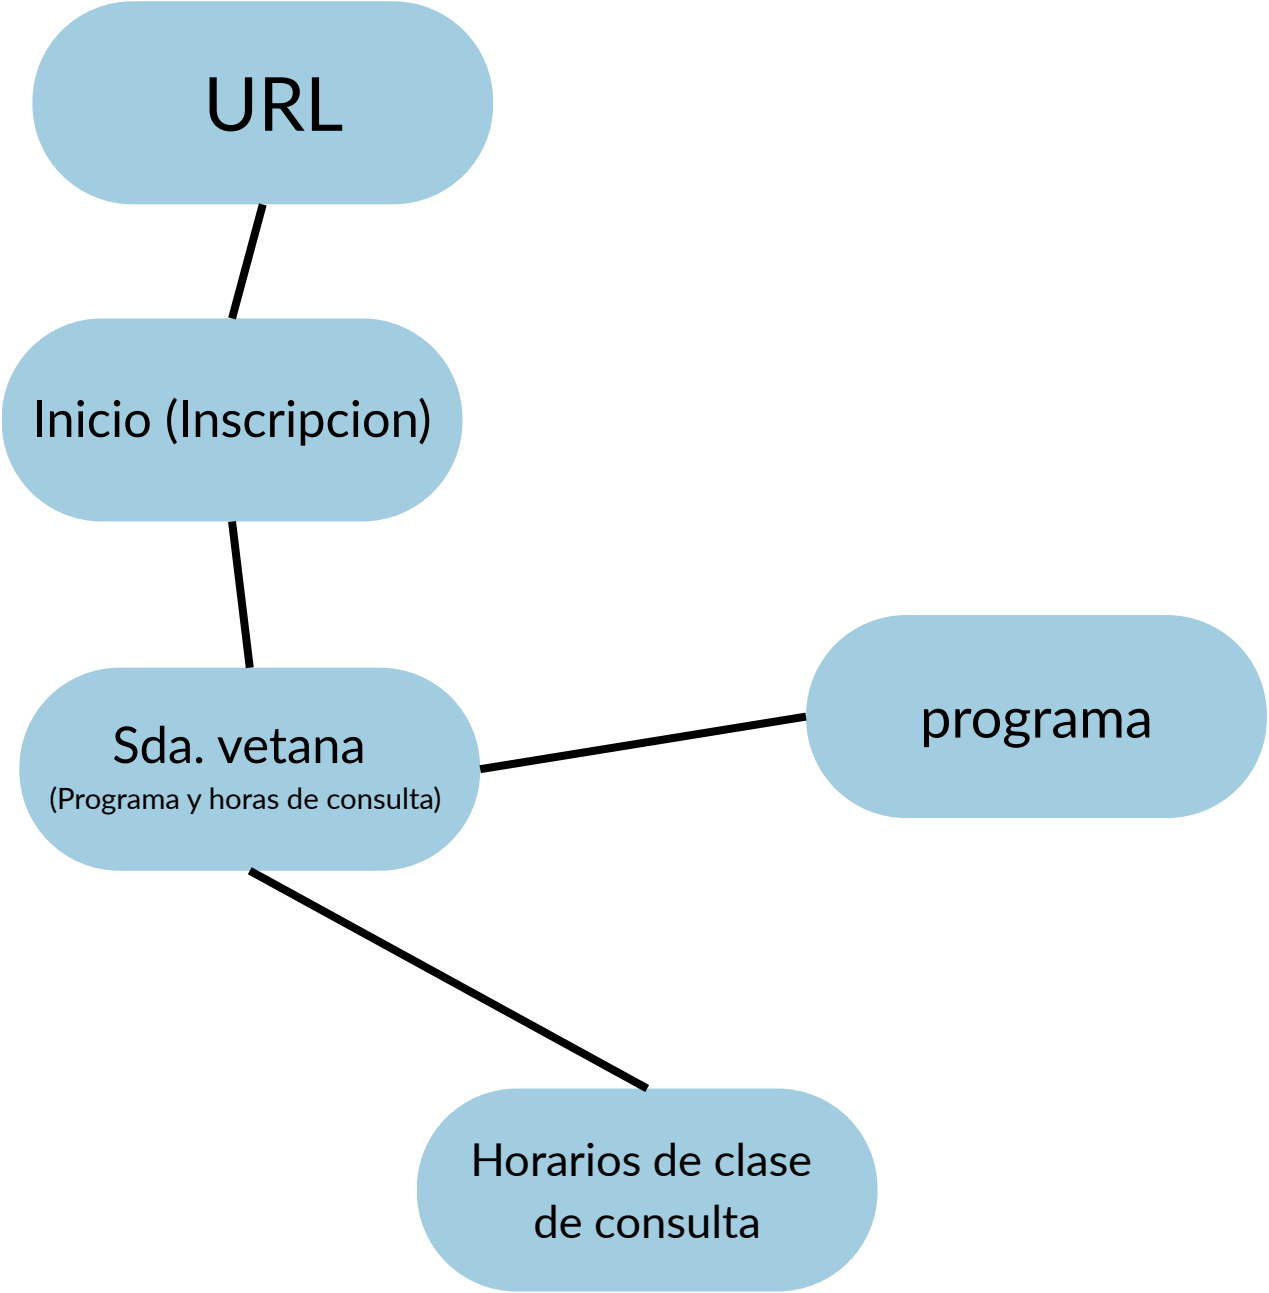 URL
Inicio (Inscripcion)
Sda. vetana
(Programa y horas de consulta)
programa
Horarios de clase
de consulta